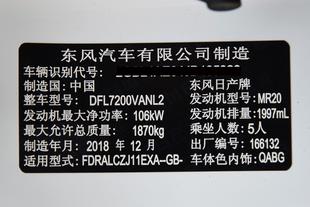 东风汽车有限公司制造
车辆识别代号:
制造国:中国 东风日产牌
整车型号: DFL7200VANL2 发动机型号: MR20
发动机最大净功率: 106kW 发动机排量: 1997mL
最大允许总质量: 1870kg 乘坐人数: 5人
制造年月: 2018 年 12 月 出厂编号: 166132
适用型式: FDRALCZJ11EXA--GB- 车体色内饰: QABG